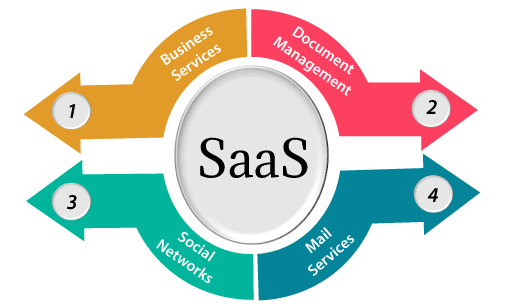 Business
Services
1
Document
Management
2
SaaS
Social
Networks
3
Mail
Services
4